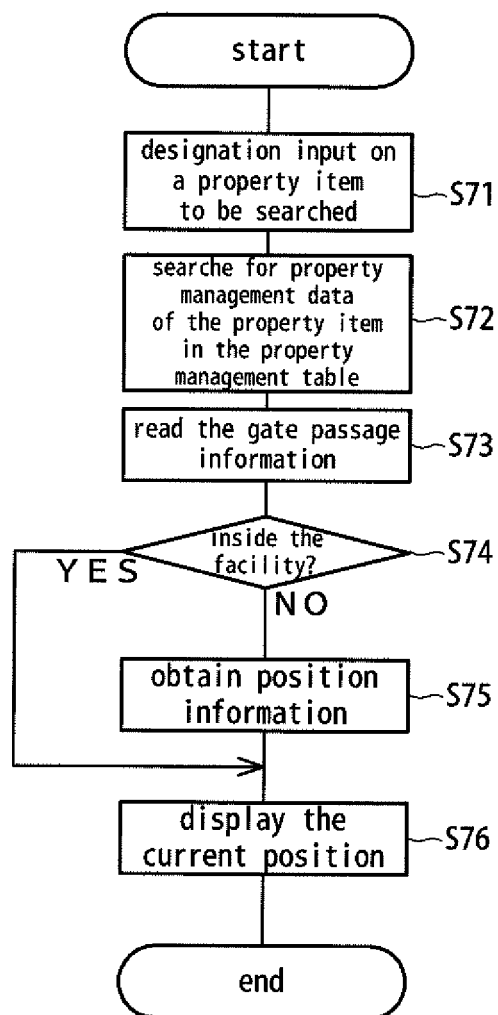 start
designation input on
a property item
to be searched
S71
searche for property
management data
of the property item
in the property
management table
S72
read the gate passage
information
S73
inside the
facility?
S74
YES
NO
obtain position
information
S75
display the
current position
S76
end